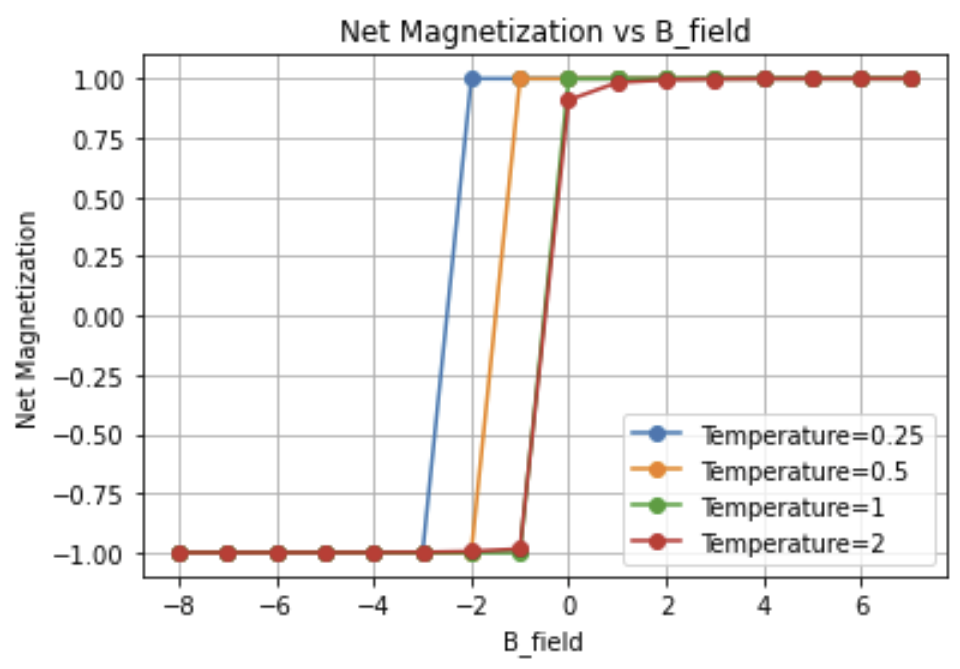 Net Magnetization vs B_field
1.00
0.75
0.50
0.25
0.00
−0.25
−0.50
−0.75
−1.00
Net Magnetization
Temperature=0.25
Temperature=0.5
Temperature=1
Temperature=2
−8 −6 −4 −2 0 2 4 6
B_field